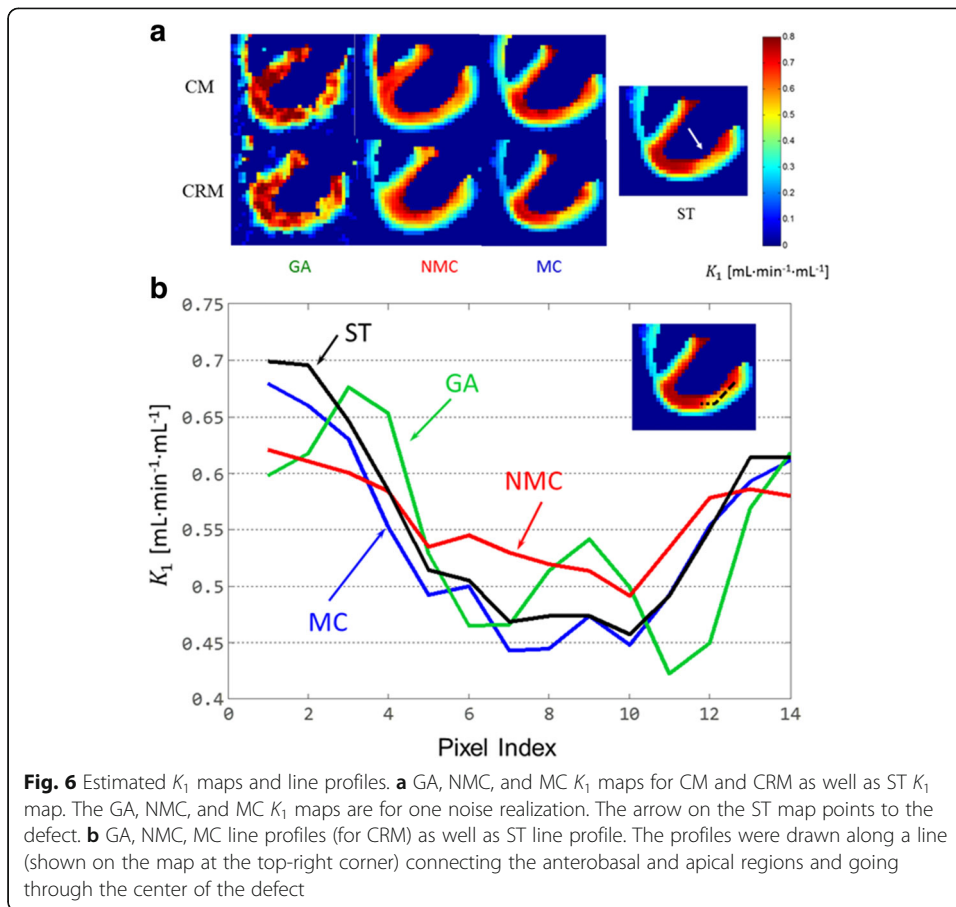 a
CM
CRM
GA
NMC
MC
ST
0.8
0.7
0.6
0.5
0.4
0.3
0.2
0.1
0
K₁ [mL·min⁻¹·mL⁻¹]
b
0.75
0.7
0.65
0.6
0.55
0.5
0.45
0.4
K₁ [mL·min⁻¹·mL⁻¹]
ST
GA
NMC
MC
0 2 4 6 8 10 12 14
Pixel Index
Fig. 6 Estimated K₁ maps and line profiles. a GA, NMC, and MC K₁ maps for CM and CRM as well as ST K₁
map. The GA, NMC, and MC K₁ maps are for one noise realization. The arrow on the ST map points to the
defect. b GA, NMC, MC line profiles (for CRM) as well as ST line profile. The profiles were drawn along a line
(shown on the map at the top-right corner) connecting the anterobasal and apical regions and going
through the center of the defect